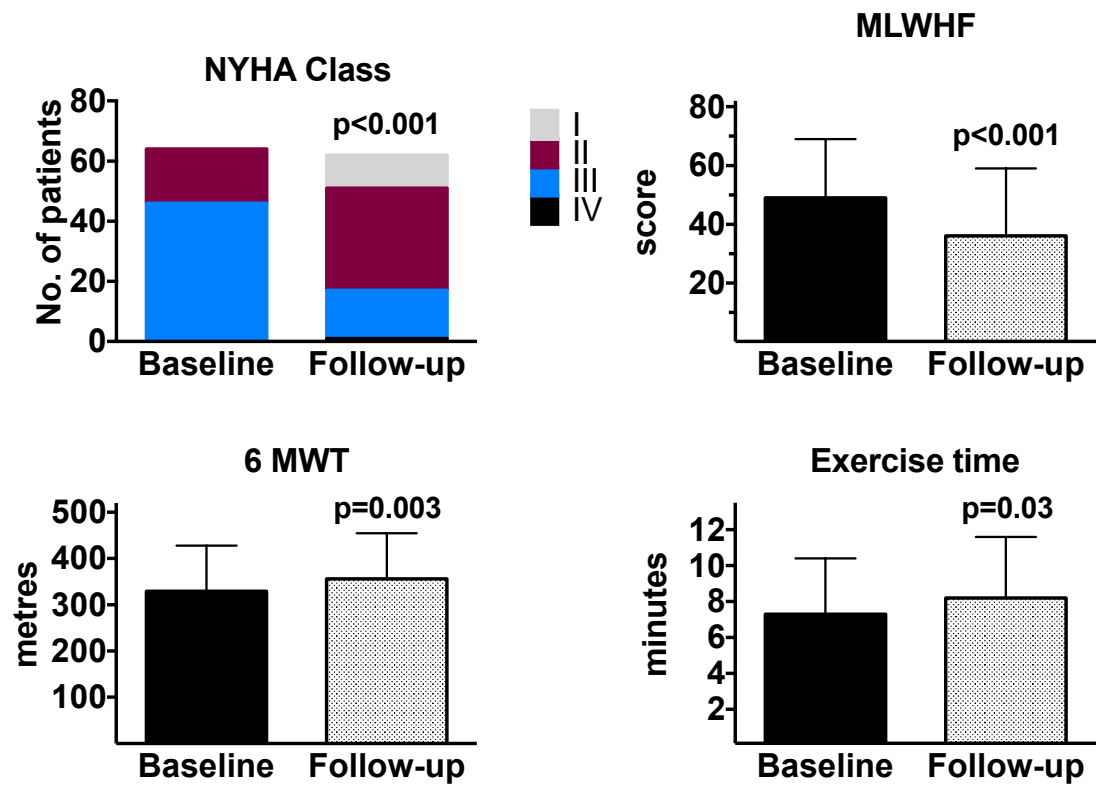 NYHA Class
No. of patients
80
60
40
20
0
p<0.001
Baseline Follow-up
I
II
III
IV
MLWHF
score
80
60
40
20
p<0.001
Baseline Follow-up
6 MWT
metres
500
400
300
200
100
p=0.003
Baseline Follow-up
Exercise time
minutes
12
10
8
6
4
2
p=0.03
Baseline Follow-up